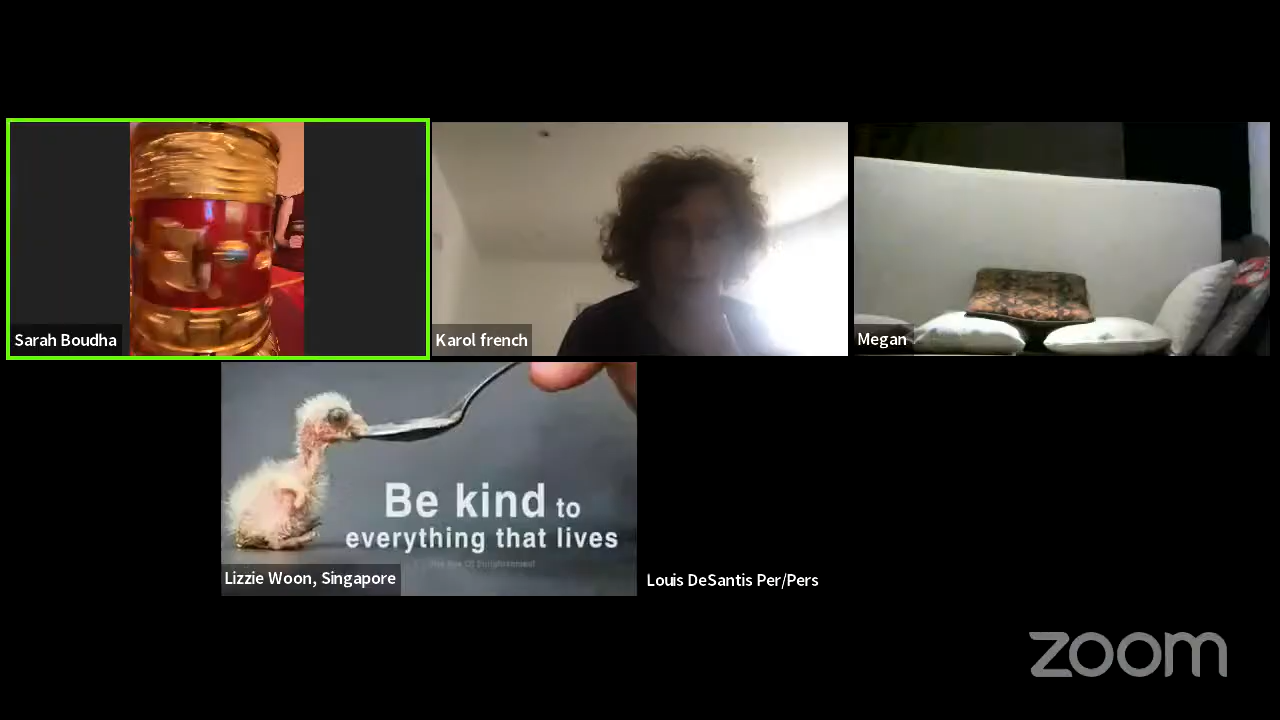 Sarah Boudha
Karol french
Megan
Be kind to
everything that lives
Lizzie Woon, Singapore
Louis DeSantis Per/Pers
zoom